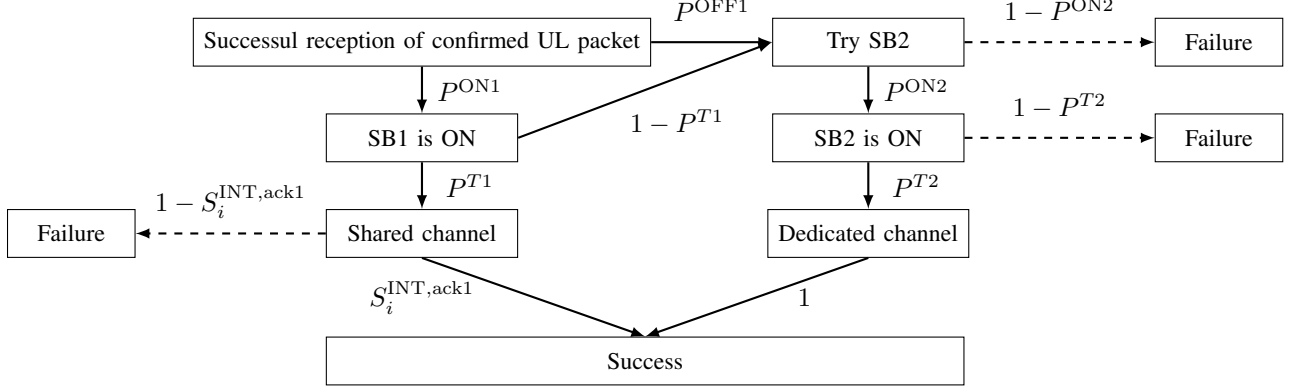 P^OFF1
1 − P^ON2
Successul reception of confirmed UL packet
Try SB2
Failure
P^ON1
P^ON2
1 − P^T2
1 − P^T1
SB1 is ON
SB2 is ON
Failure
P^T1
P^T2
1 − S_i^INT,ack1
Failure
Shared channel
Dedicated channel
S_i^INT,ack1
1
Success